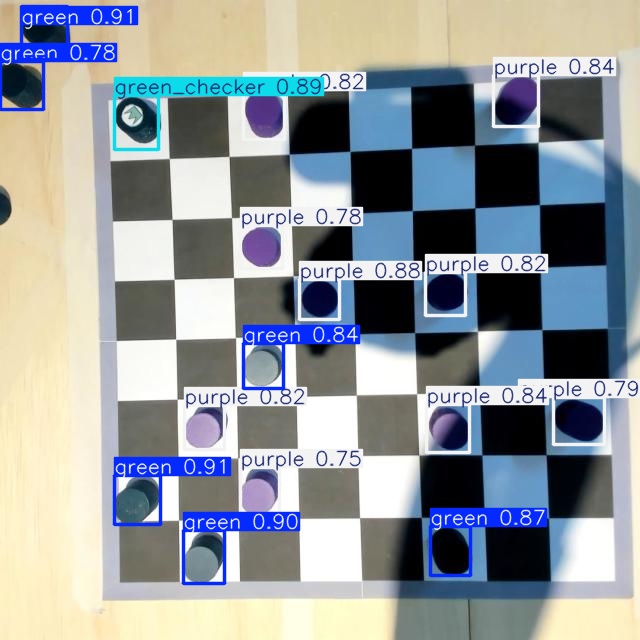 green 0.91
green 0.78
green_checker 0.89
0.82
purple 0.84
purple 0.78
purple 0.88
purple 0.82
green 0.84
purple 0.82
purple 0.84
ple 0.79
green 0.91
purple 0.75
green 0.90
green 0.87